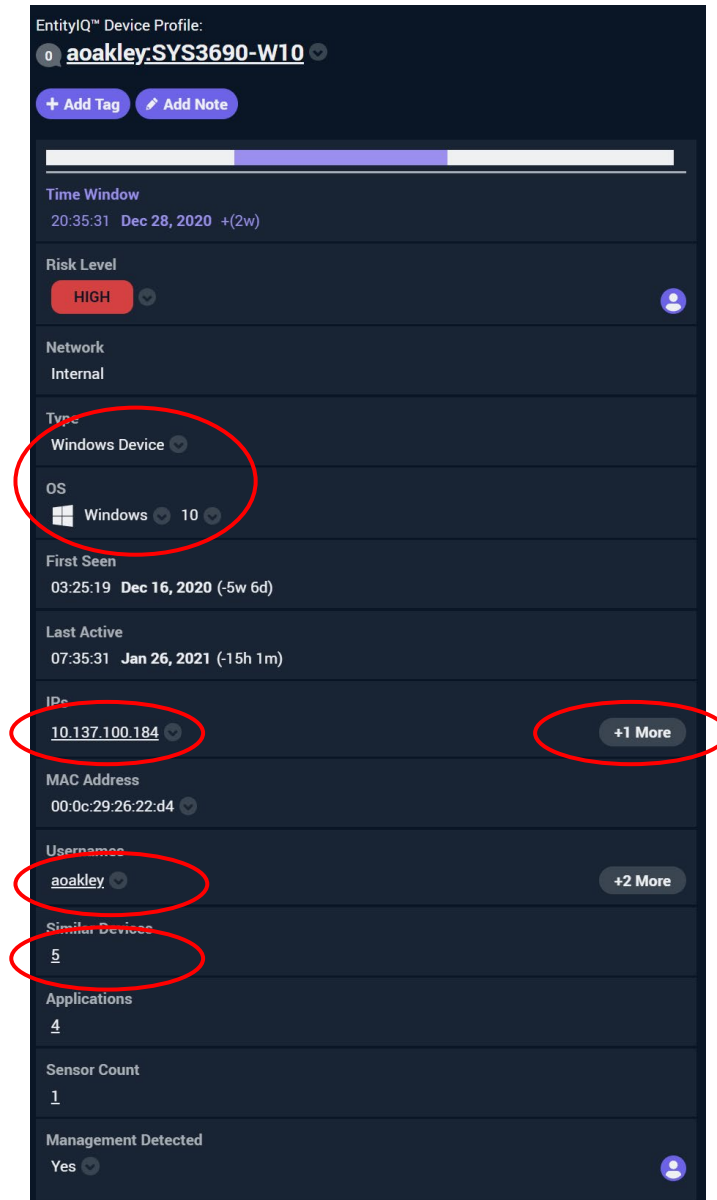 EntityIQ™ Device Profile:
0 aoakley:SYS3690-W10
+ Add Tag Add Note
Time Window
20:35:31 Dec 28, 2020 +(2w)
Risk Level
HIGH
Network
Internal
Type
Windows Device
OS
Windows 10
First Seen
03:25:19 Dec 16, 2020 (-5w 6d)
Last Active
07:35:31 Jan 26, 2021 (-15h 1m)
IPs
10.137.100.184 +1 More
MAC Address
00:0c:29:26:22:d4
Usernames
aoakley +2 More
Similar Devices
5
Applications
4
Sensor Count
1
Management Detected
Yes